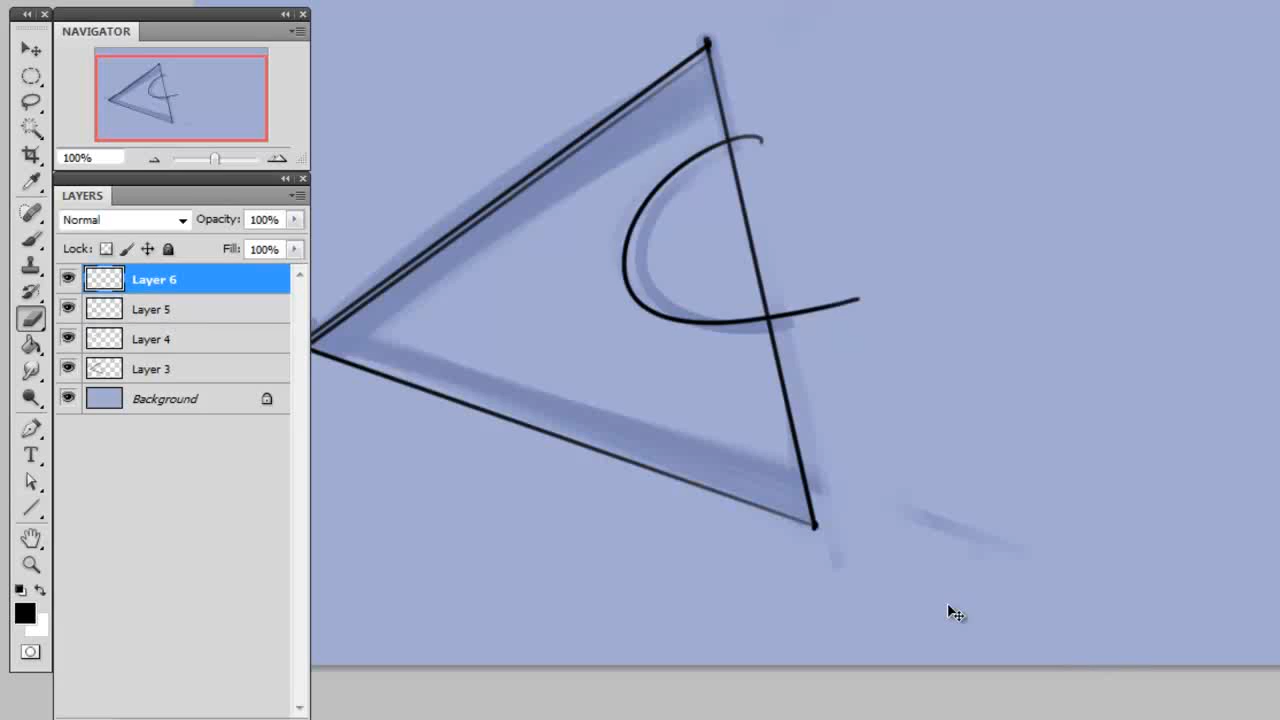 NAVIGATOR
100%
LAYERS
Normal Opacity: 100%
Lock: Fill: 100%
Layer 6
Layer 5
Layer 4
Layer 3
Background
T